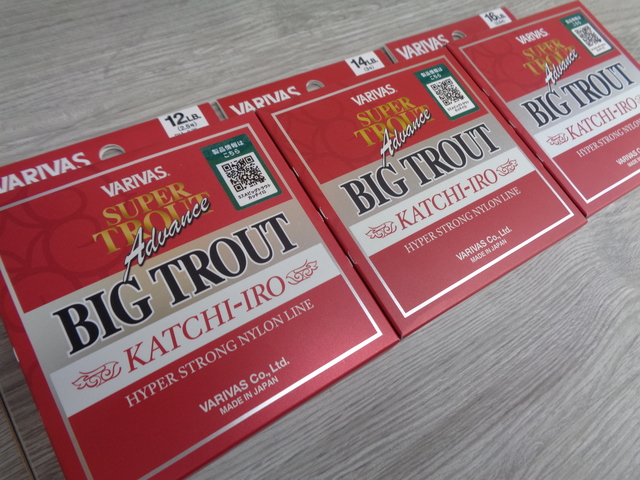 VARIVAS
12LB.
(2.5号)
VARIVAS
製品情報は
こちら
SUPER
TROUT
Advance
BIG TROUT
KATCHI-IRO
HYPER STRONG NYLON LINE
VARIVAS Co., Ltd.
MADE IN JAPAN
VARIVAS
14LB.
(3号)
VARIVAS
製品情報は
こちら
SUPER
TROUT
Advance
BIG TROUT
KATCHI-IRO
HYPER STRONG NYLON LINE
VARIVAS Co., Ltd.
MADE IN JAPAN
VARIVAS
16LB.
VARIVAS
SUPER
TROUT
Advance
BIG TROUT
KATCHI-IRO
HYPER STRONG NYLON LINE
VARIVAS Co., Ltd.
MADE IN JAPAN